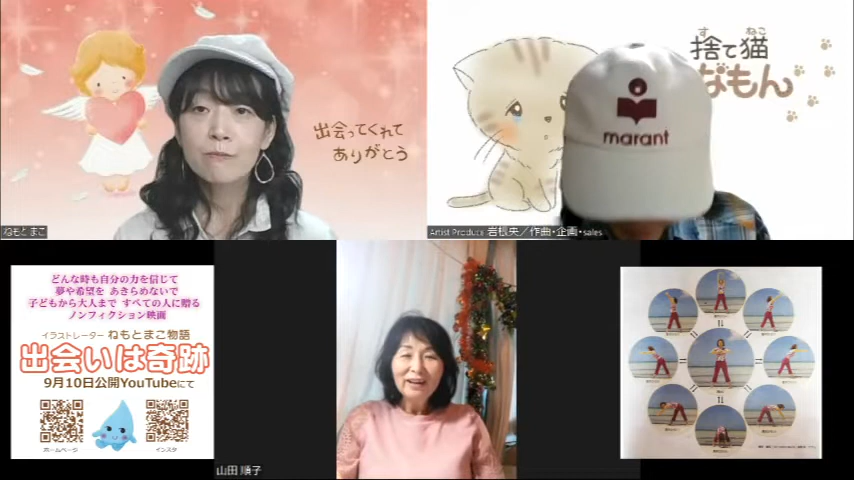 出会ってくれて
ありがとう
ねもと まこ
捨て猫
すねこ
なもん
marant
Artist Produce 岩根央／作曲・企画・sales
どんな時も自分の力を信じて
夢や希望を あきらめないで
子どもから大人まで すべての人に贈る
ノンフィクション映画
イラストレーター ねもとまこ物語
出会いは奇跡
9月10日公開YouTubeにて
ホームページ
インスタ
山田 順子